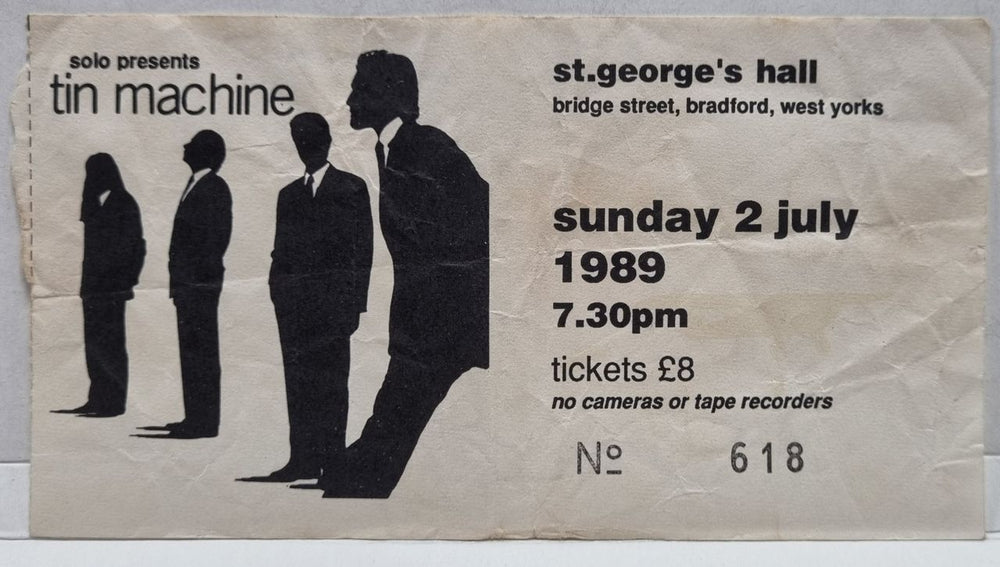 solo presents
tin machine
st.george's hall
bridge street, bradford, west yorks
sunday 2 july
1989
7.30pm
tickets £8
no cameras or tape recorders
Nº 618